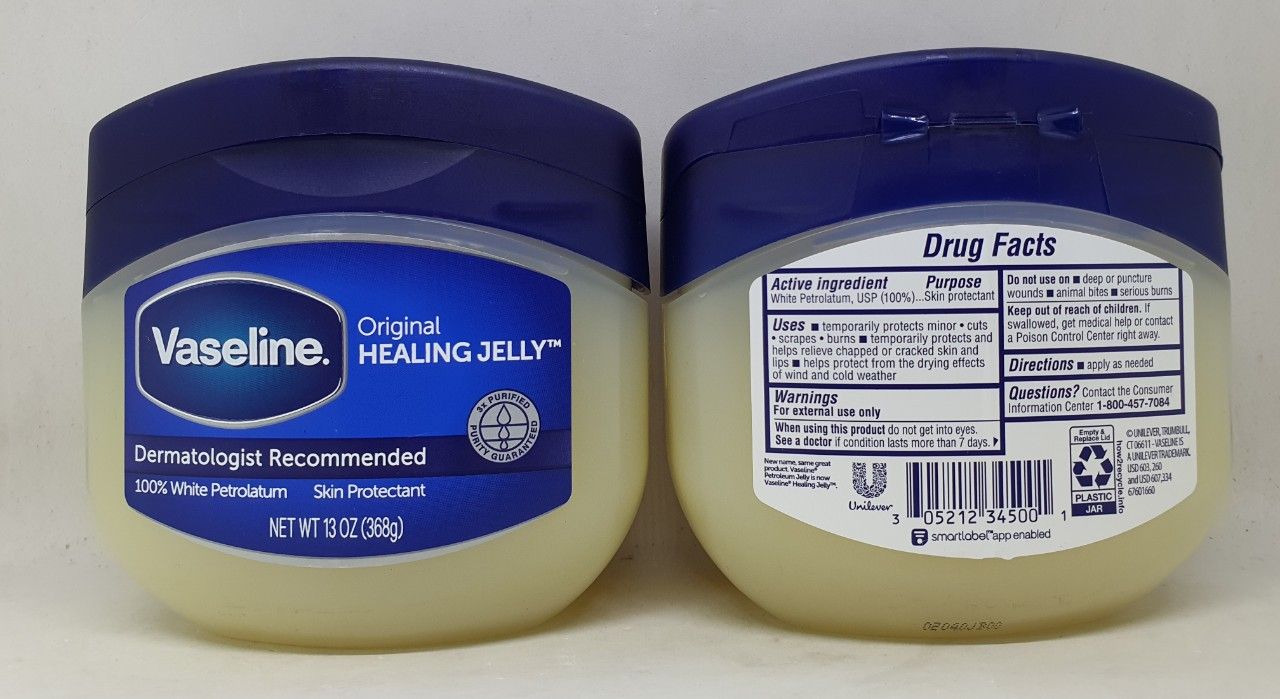 Vaseline.
Original
HEALING JELLY™
3x PURIFIED
PURITY GUARANTEED
Dermatologist Recommended
100% White Petrolatum Skin Protectant
NET WT 13 OZ (368g)
Drug Facts
Active ingredient Purpose
White Petrolatum, USP (100%)...Skin protectant
Uses ■ temporarily protects minor • cuts
• scrapes • burns ■ temporarily protects and
helps relieve chapped or cracked skin and
lips ■ helps protect from the drying effects
of wind and cold weather
Warnings
For external use only
When using this product do not get into eyes.
See a doctor if condition lasts more than 7 days.
Do not use on ■ deep or puncture
wounds ■ animal bites ■ serious burns
Keep out of reach of children. If
swallowed, get medical help or contact
a Poison Control Center right away.
Directions ■ apply as needed
Questions? Contact the Consumer
Information Center 1-800-457-7084
New name, same great
product. Vaseline®
Petroleum Jelly is now
Vaseline® Healing Jelly™.
Unilever
3 05212 34500 1
smartlabel™ app enabled
Empty &
Replace Lid
PLASTIC
JAR
how2recycle.info
© UNILEVER, TRUMBULL,
CT 06611 - VASELINE IS
A UNILEVER TRADEMARK.
USD 603, 260
and USD 607,334
67601660